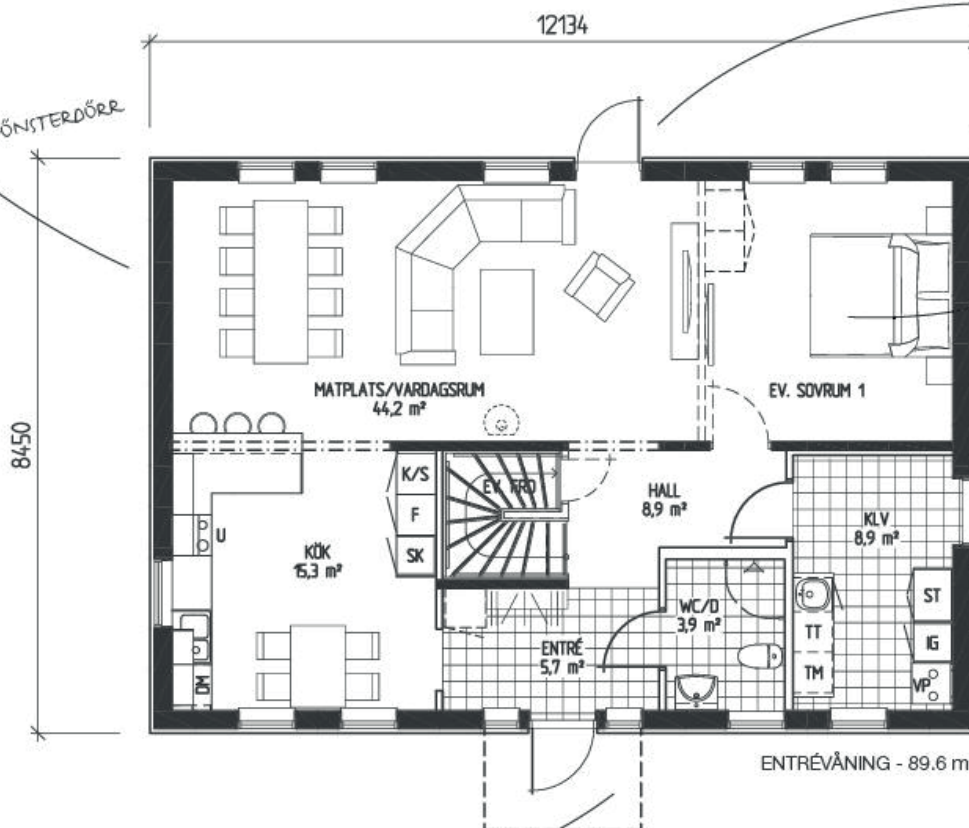 12134
ÖNSTERDÖRR
8450
MATPLATS/VARDAGSRUM
44,2 m²
EV. SOVRUM 1
K/S
F
SK
EV. FRD
HALL
8,9 m²
KLV
8,9 m²
U
KÖK
15,3 m²
ST
IG
VP
TT
TM
WC/D
3,9 m²
ENTRÉ
5,7 m²
DM
ENTRÉVÅNING - 89.6 m